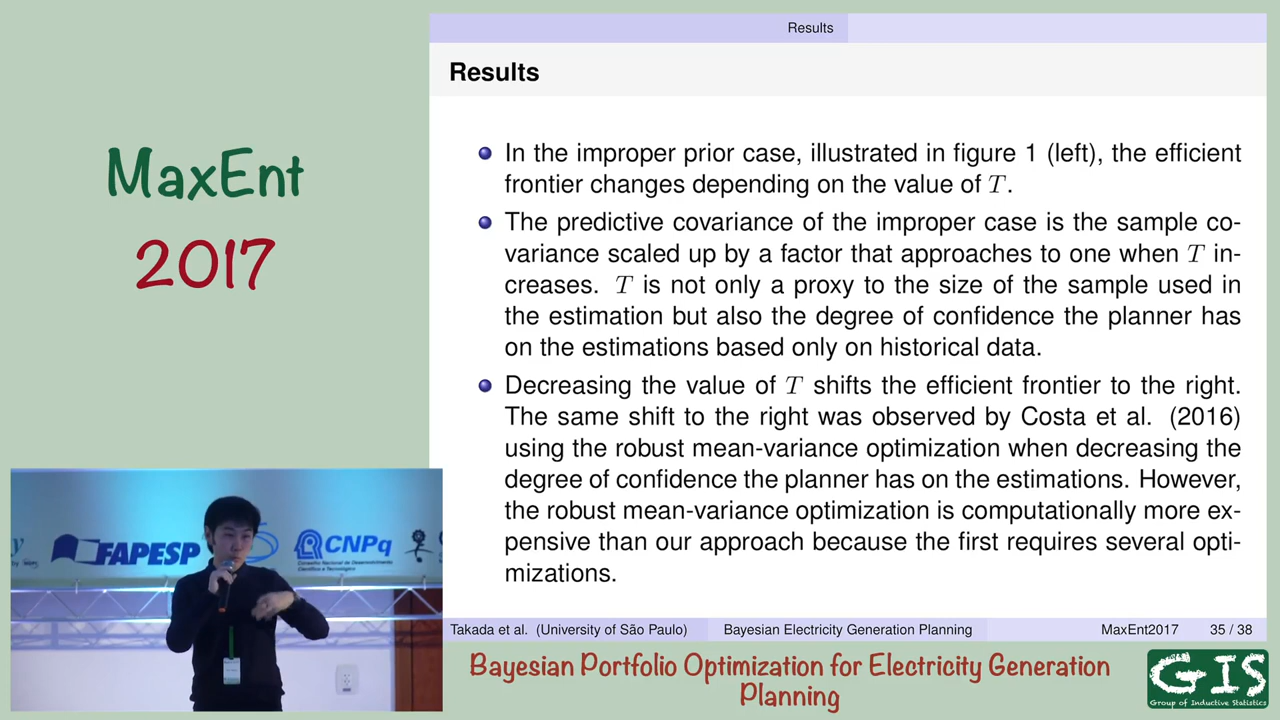 MaxEnt
2017
Results
Results
In the improper prior case, illustrated in figure 1 (left), the efficient
frontier changes depending on the value of T.
The predictive covariance of the improper case is the sample co-
variance scaled up by a factor that approaches to one when T in-
creases. T is not only a proxy to the size of the sample used in
the estimation but also the degree of confidence the planner has
on the estimations based only on historical data.
Decreasing the value of T shifts the efficient frontier to the right.
The same shift to the right was observed by Costa et al. (2016)
using the robust mean-variance optimization when decreasing the
degree of confidence the planner has on the estimations. However,
the robust mean-variance optimization is computationally more ex-
pensive than our approach because the first requires several opti-
mizations.
Takada et al. (University of São Paulo) Bayesian Electricity Generation Planning MaxEnt2017 35 / 38
FAPESP
CNPq
Conselho Nacional de Desenvolvimento
Científico e Tecnológico
Bayesian Portfolio Optimization for Electricity Generation
Planning
GIS
Group of Inductive Statistics